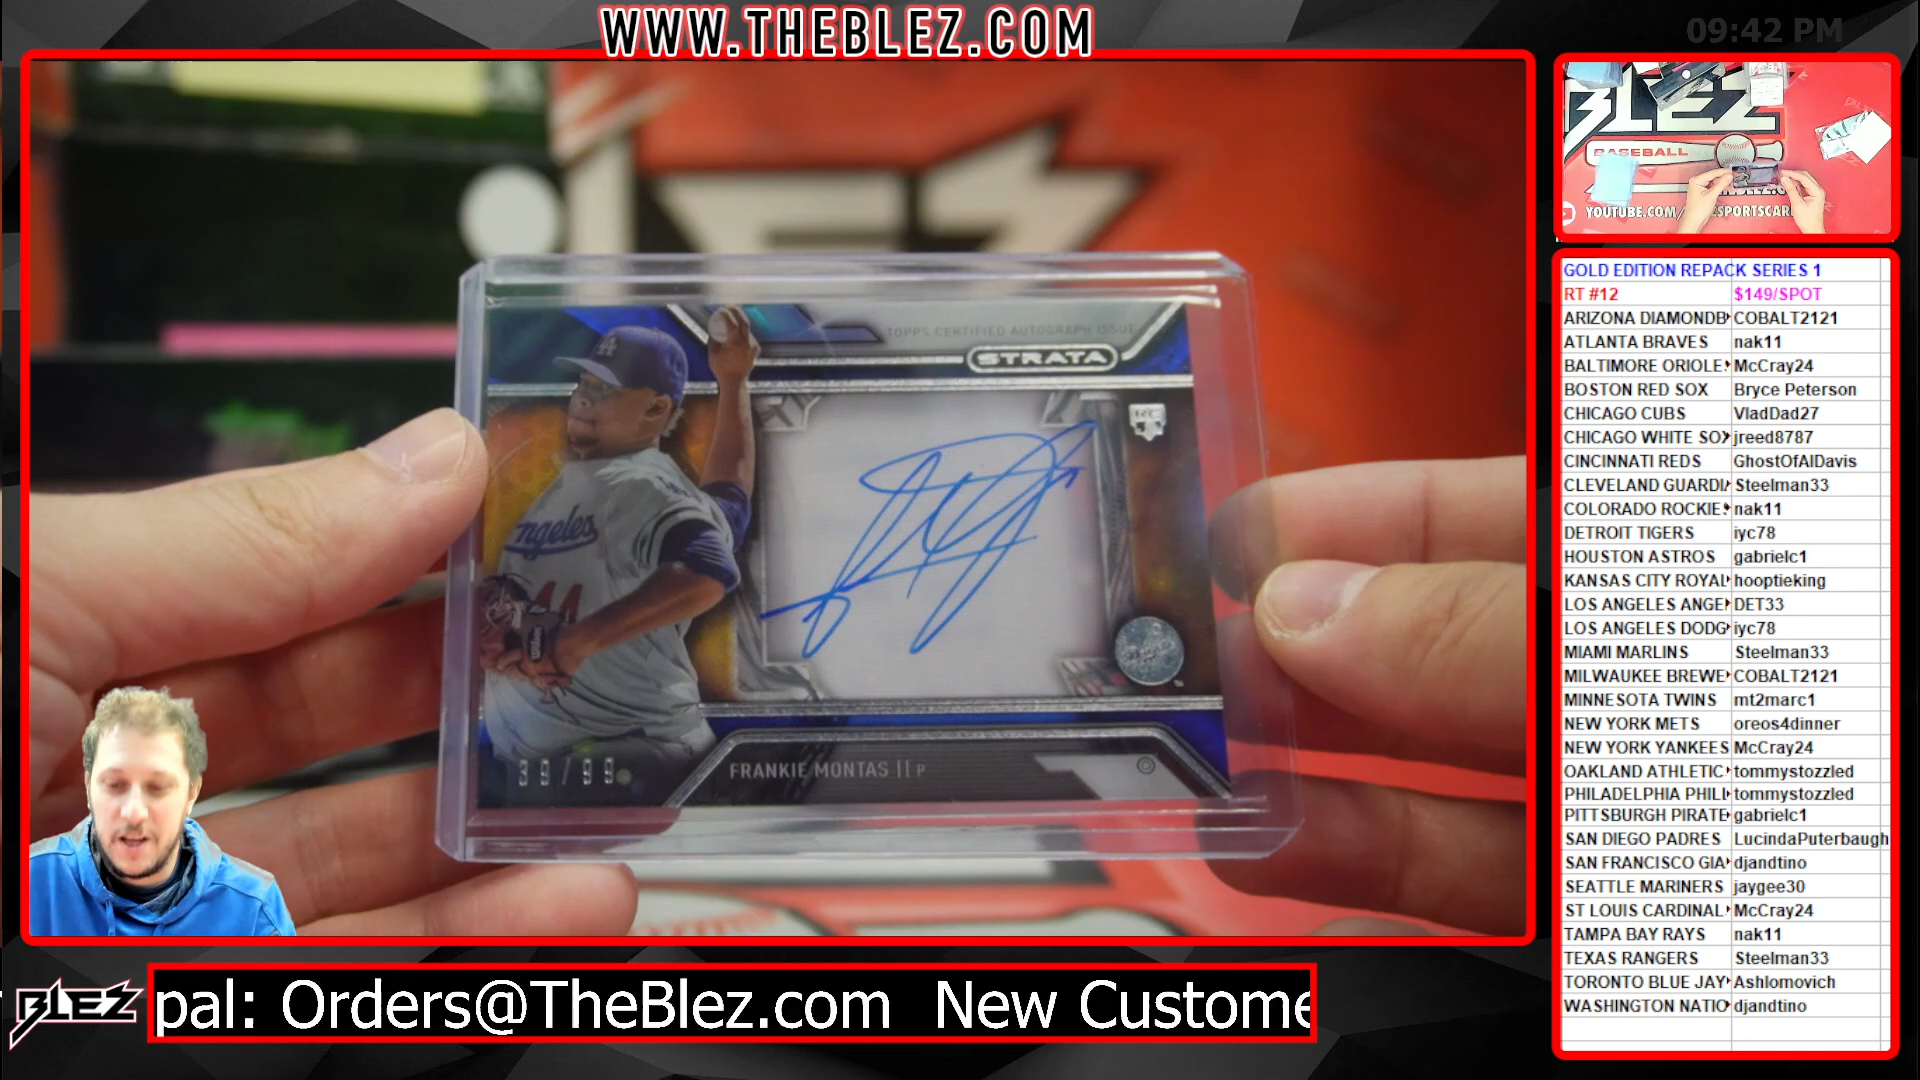 WWW.THEBLEZ.COM
09:42 PM
TOPPS CERTIFIED AUTOGRAPH ISSUE
STRATA
RC
LA
ngeles
44
39/99
FRANKIE MONTAS || P
BLEZ
BASEBALL
YOUTUBE.COM/
ESPORTSCAR
GOLD EDITION REPACK SERIES 1
RT #12 $149/SPOT
ARIZONA DIAMONDB COBALT2121
ATLANTA BRAVES nak11
BALTIMORE ORIOLE McCray24
BOSTON RED SOX Bryce Peterson
CHICAGO CUBS VladDad27
CHICAGO WHITE SOX jreed8787
CINCINNATI REDS GhostOfAlDavis
CLEVELAND GUARDI Steelman33
COLORADO ROCKIE nak11
DETROIT TIGERS iyc78
HOUSTON ASTROS gabrielc1
KANSAS CITY ROYAL hooptieking
LOS ANGELES ANGE DET33
LOS ANGELES DODG iyc78
MIAMI MARLINS Steelman33
MILWAUKEE BREWE COBALT2121
MINNESOTA TWINS mt2marc1
NEW YORK METS oreos4dinner
NEW YORK YANKEES McCray24
OAKLAND ATHLETIC tommystozzled
PHILADELPHIA PHILL tommystozzled
PITTSBURGH PIRATE gabrielc1
SAN DIEGO PADRES LucindaPuterbaugh
SAN FRANCISCO GIA djandtino
SEATTLE MARINERS jaygee30
ST LOUIS CARDINAL McCray24
TAMPA BAY RAYS nak11
TEXAS RANGERS Steelman33
TORONTO BLUE JAY Ashlomovich
WASHINGTON NATIO djandtino
BLEZ
pal: Orders@TheBlez.com New Custome